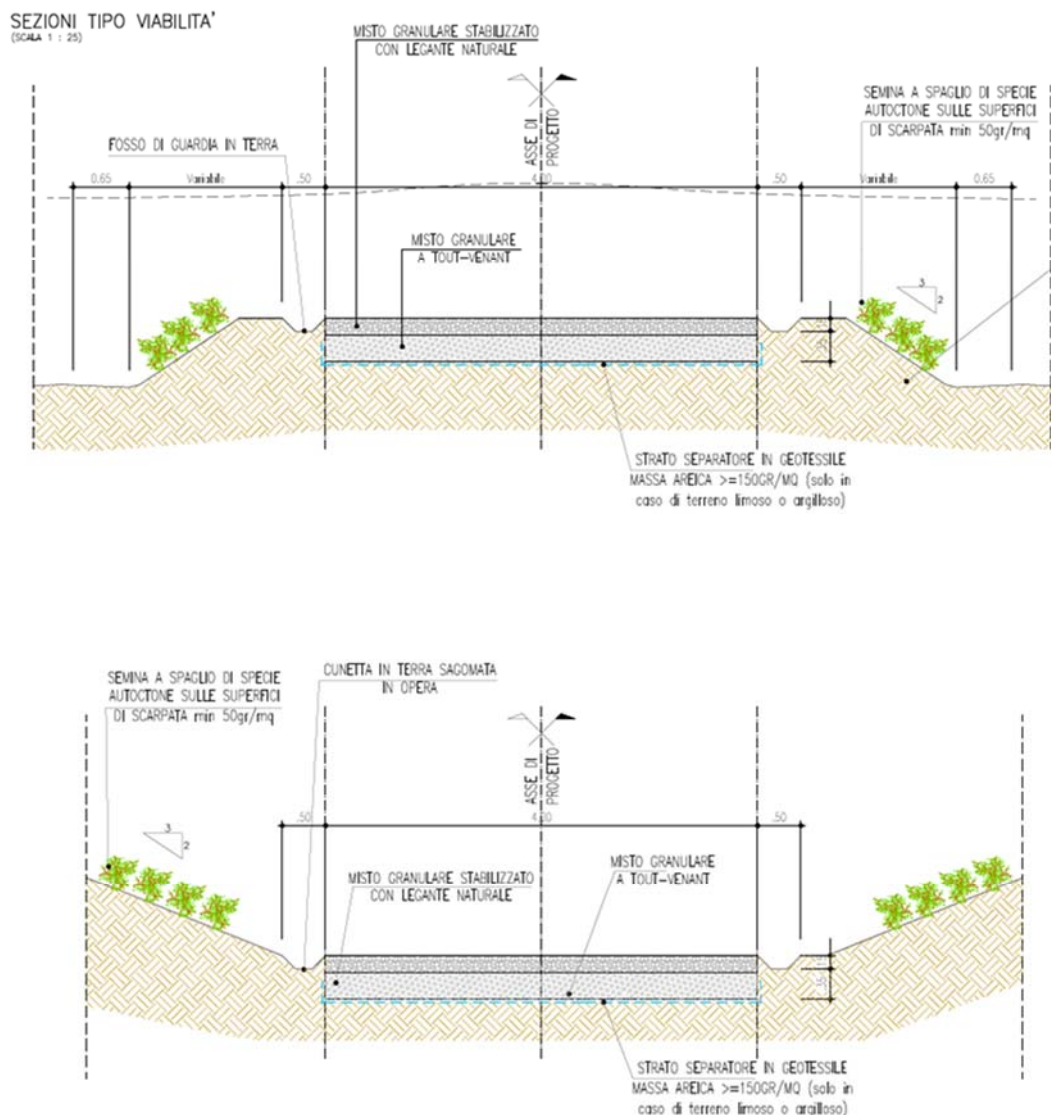 SEZIONI TIPO VIABILITA'
(SCALA 1 : 25)
MISTO GRANULARE STABILIZZATO
CON LEGANTE NATURALE
SEMINA A SPAGLIO DI SPECIE
AUTOCTONE SULLE SUPERFICI
DI SCARPATA min 50gr/mq
ASSE DI
PROGETTO
FOSSO DI GUARDIA IN TERRA
0.65 Variabile .50 .50 Variabile 0.65
MISTO GRANULARE
A TOUT-VENANT
3
2
STRATO SEPARATORE IN GEOTESSILE
MASSA AREICA >=150GR/MQ (solo in
caso di terreno limoso o argilloso)
SEMINA A SPAGLIO DI SPECIE
AUTOCTONE SULLE SUPERFICI
DI SCARPATA min 50gr/mq
CUNETTA IN TERRA SAGOMATA
IN OPERA
ASSE DI
PROGETTO
.50 .50
3
2
MISTO GRANULARE STABILIZZATO
CON LEGANTE NATURALE
MISTO GRANULARE
A TOUT-VENANT
STRATO SEPARATORE IN GEOTESSILE
MASSA AREICA >=150GR/MQ (solo in
caso di terreno limoso o argilloso)